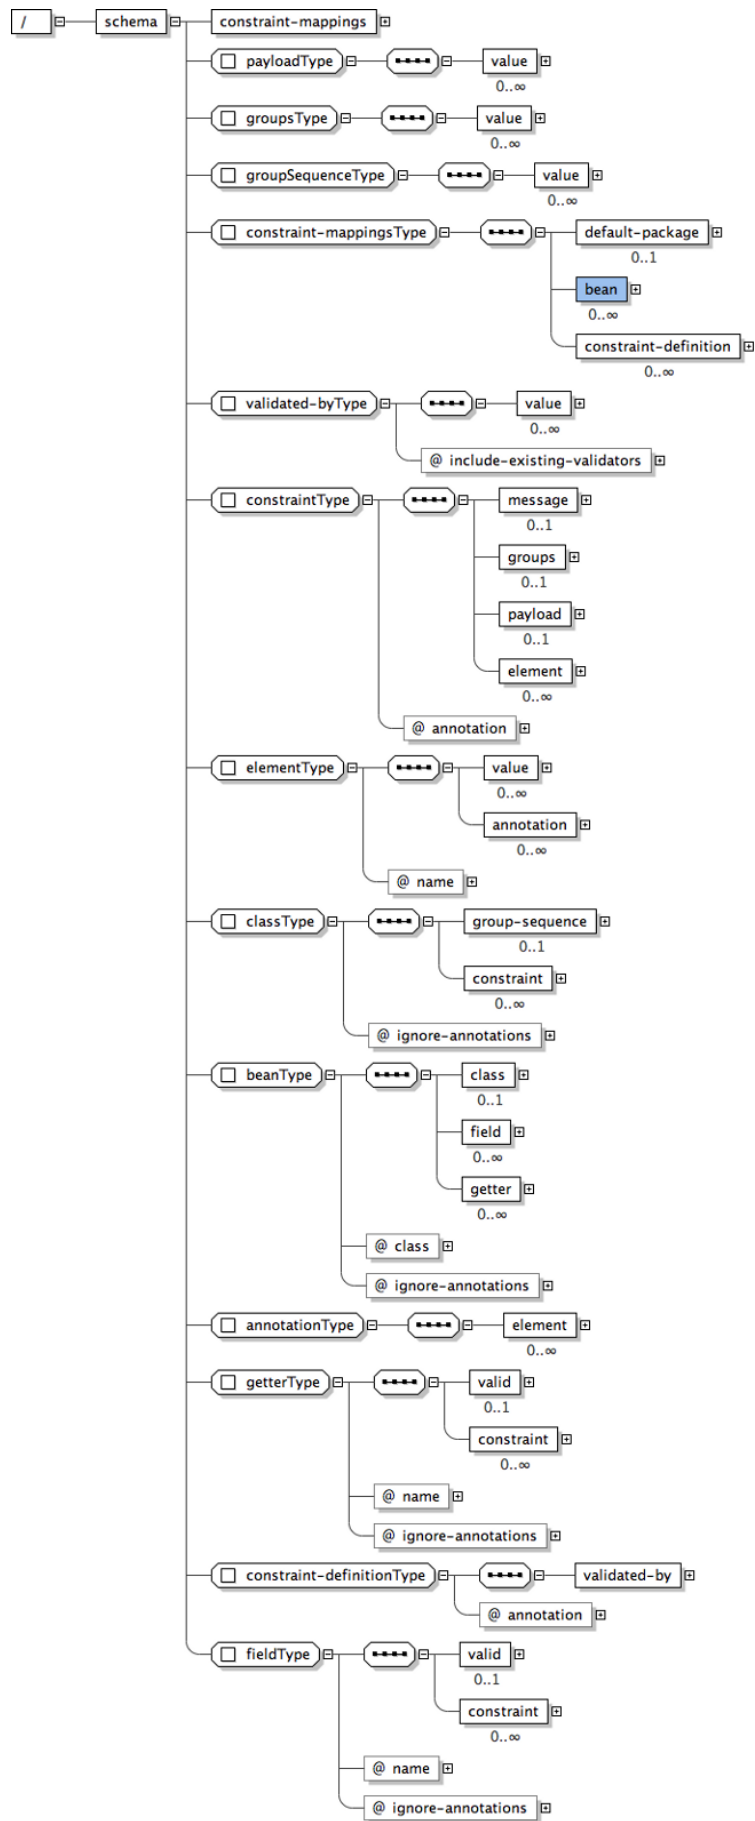 / schema constraint-mappings
payloadType value
0..∞
groupsType value
0..∞
groupSequenceType value
0..∞
constraint-mappingsType default-package
0..1
bean
0..∞
constraint-definition
0..∞
validated-byType value
0..∞
@ include-existing-validators
constraintType message
0..1
groups
0..1
payload
0..1
element
0..∞
@ annotation
elementType value
0..∞
annotation
0..∞
@ name
classType group-sequence
0..1
constraint
0..∞
@ ignore-annotations
beanType class
0..1
field
0..∞
getter
0..∞
@ class
@ ignore-annotations
annotationType element
0..∞
getterType valid
0..1
constraint
0..∞
@ name
@ ignore-annotations
constraint-definitionType validated-by
@ annotation
fieldType valid
0..1
constraint
0..∞
@ name
@ ignore-annotations